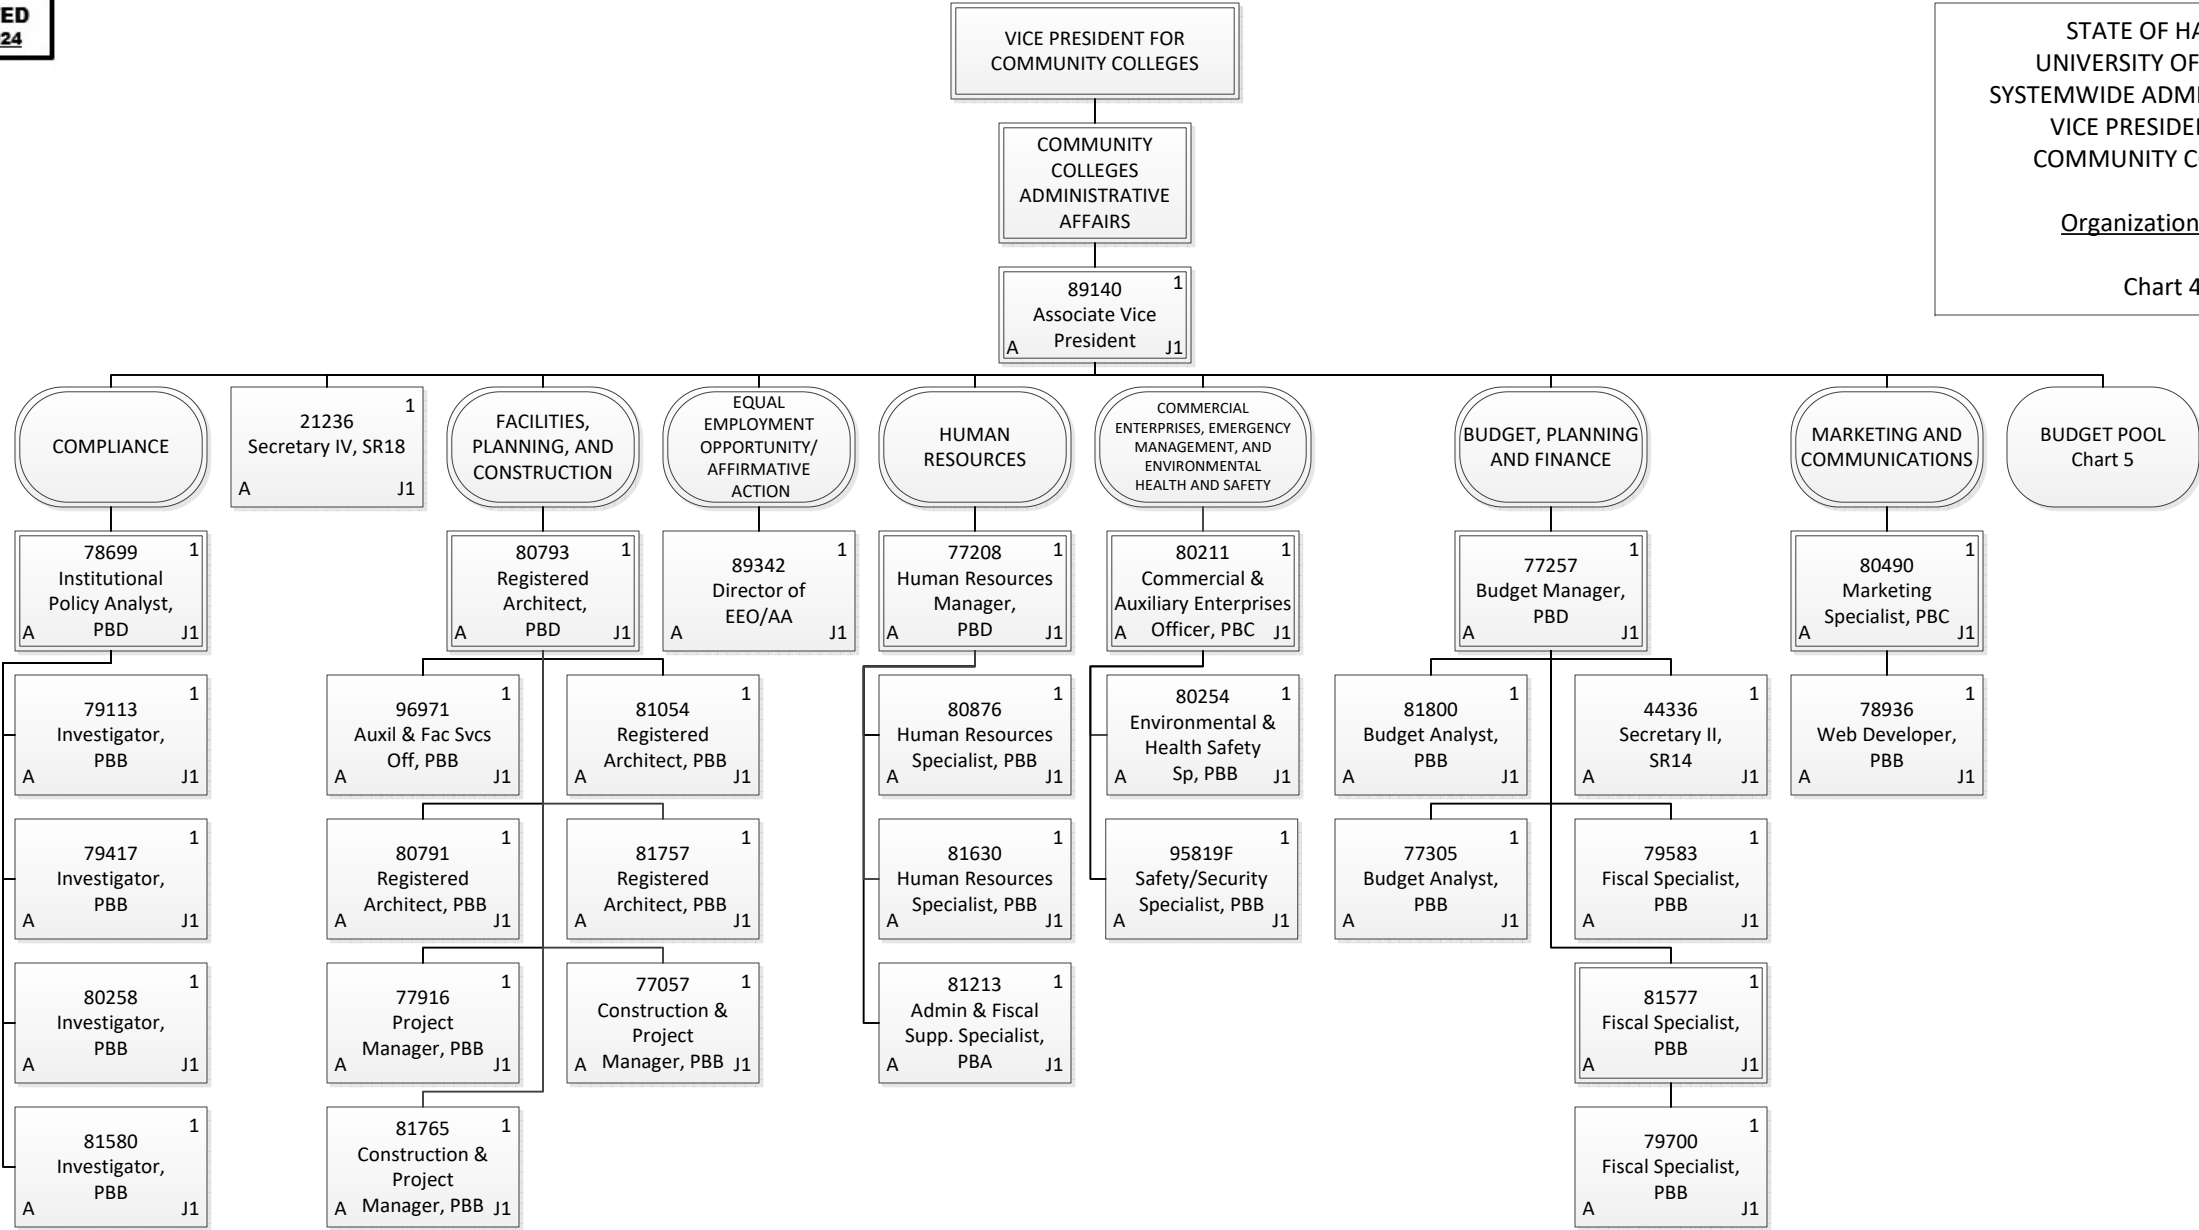 VICE PRESIDENT FOR
COMMUNITY COLLEGES
COMMUNITY
COLLEGES
ADMINISTRATIVE
AFFAIRS
89140 1
Associate Vice
President
A J1
STATE OF
UNIVERSITY OF
SYSTEMWIDE
VICE
COMMUNITY
Chart 4
24
COMPLIANCE
21236 1
Secretary IV, SR18
A J1
FACILITIES,
PLANNING, AND
CONSTRUCTION
EQUAL
EMPLOYMENT
OPPORTUNITY/
AFFIRMATIVE
ACTION
HUMAN
RESOURCES
COMMERCIAL
ENTERPRISES, EMERGENCY
MANAGEMENT, AND
ENVIRONMENTAL
HEALTH AND SAFETY
BUDGET, PLANNING
AND FINANCE
MARKETING AND
COMMUNICATIONS
BUDGET POOL
Chart 5
78699 1
Institutional
Policy Analyst,
PBD
A J1
80793 1
Registered
Architect,
PBD
A J1
89342 1
Director of
EEO/AA
A J1
77208 1
Human Resources
Manager,
PBD
A J1
80211 1
Commercial &
Auxiliary Enterprises
Officer, PBC
A J1
77257 1
Budget Manager,
PBD
A J1
80490 1
Marketing
Specialist, PBC
A J1
79113 1
Investigator,
PBB
A J1
96971 1
Auxil & Fac Svcs
Off, PBB
A J1
81054 1
Registered
Architect, PBB
A J1
80876 1
Human Resources
Specialist, PBB
A J1
80254 1
Environmental &
Health Safety
Sp, PBB
A J1
81800 1
Budget Analyst,
PBB
A J1
44336 1
Secretary II,
SR14
A J1
78936 1
Web Developer,
PBB
A J1
79417 1
Investigator,
PBB
A J1
80791 1
Registered
Architect, PBB
A J1
81757 1
Registered
Architect, PBB
A J1
81630 1
Human Resources
Specialist, PBB
A J1
95819F 1
Safety/Security
Specialist, PBB
A J1
77305 1
Budget Analyst,
PBB
A J1
79583 1
Fiscal Specialist,
PBB
A J1
80258 1
Investigator,
PBB
A J1
77916 1
Project
Manager, PBB
A J1
77057 1
Construction &
Project
Manager, PBB
A J1
81213 1
Admin & Fiscal
Supp. Specialist,
PBA
A J1
81577 1
Fiscal Specialist,
PBB
A J1
81580 1
Investigator,
PBB
A J1
81765 1
Construction &
Project
Manager, PBB
A J1
79700 1
Fiscal Specialist,
PBB
A J1